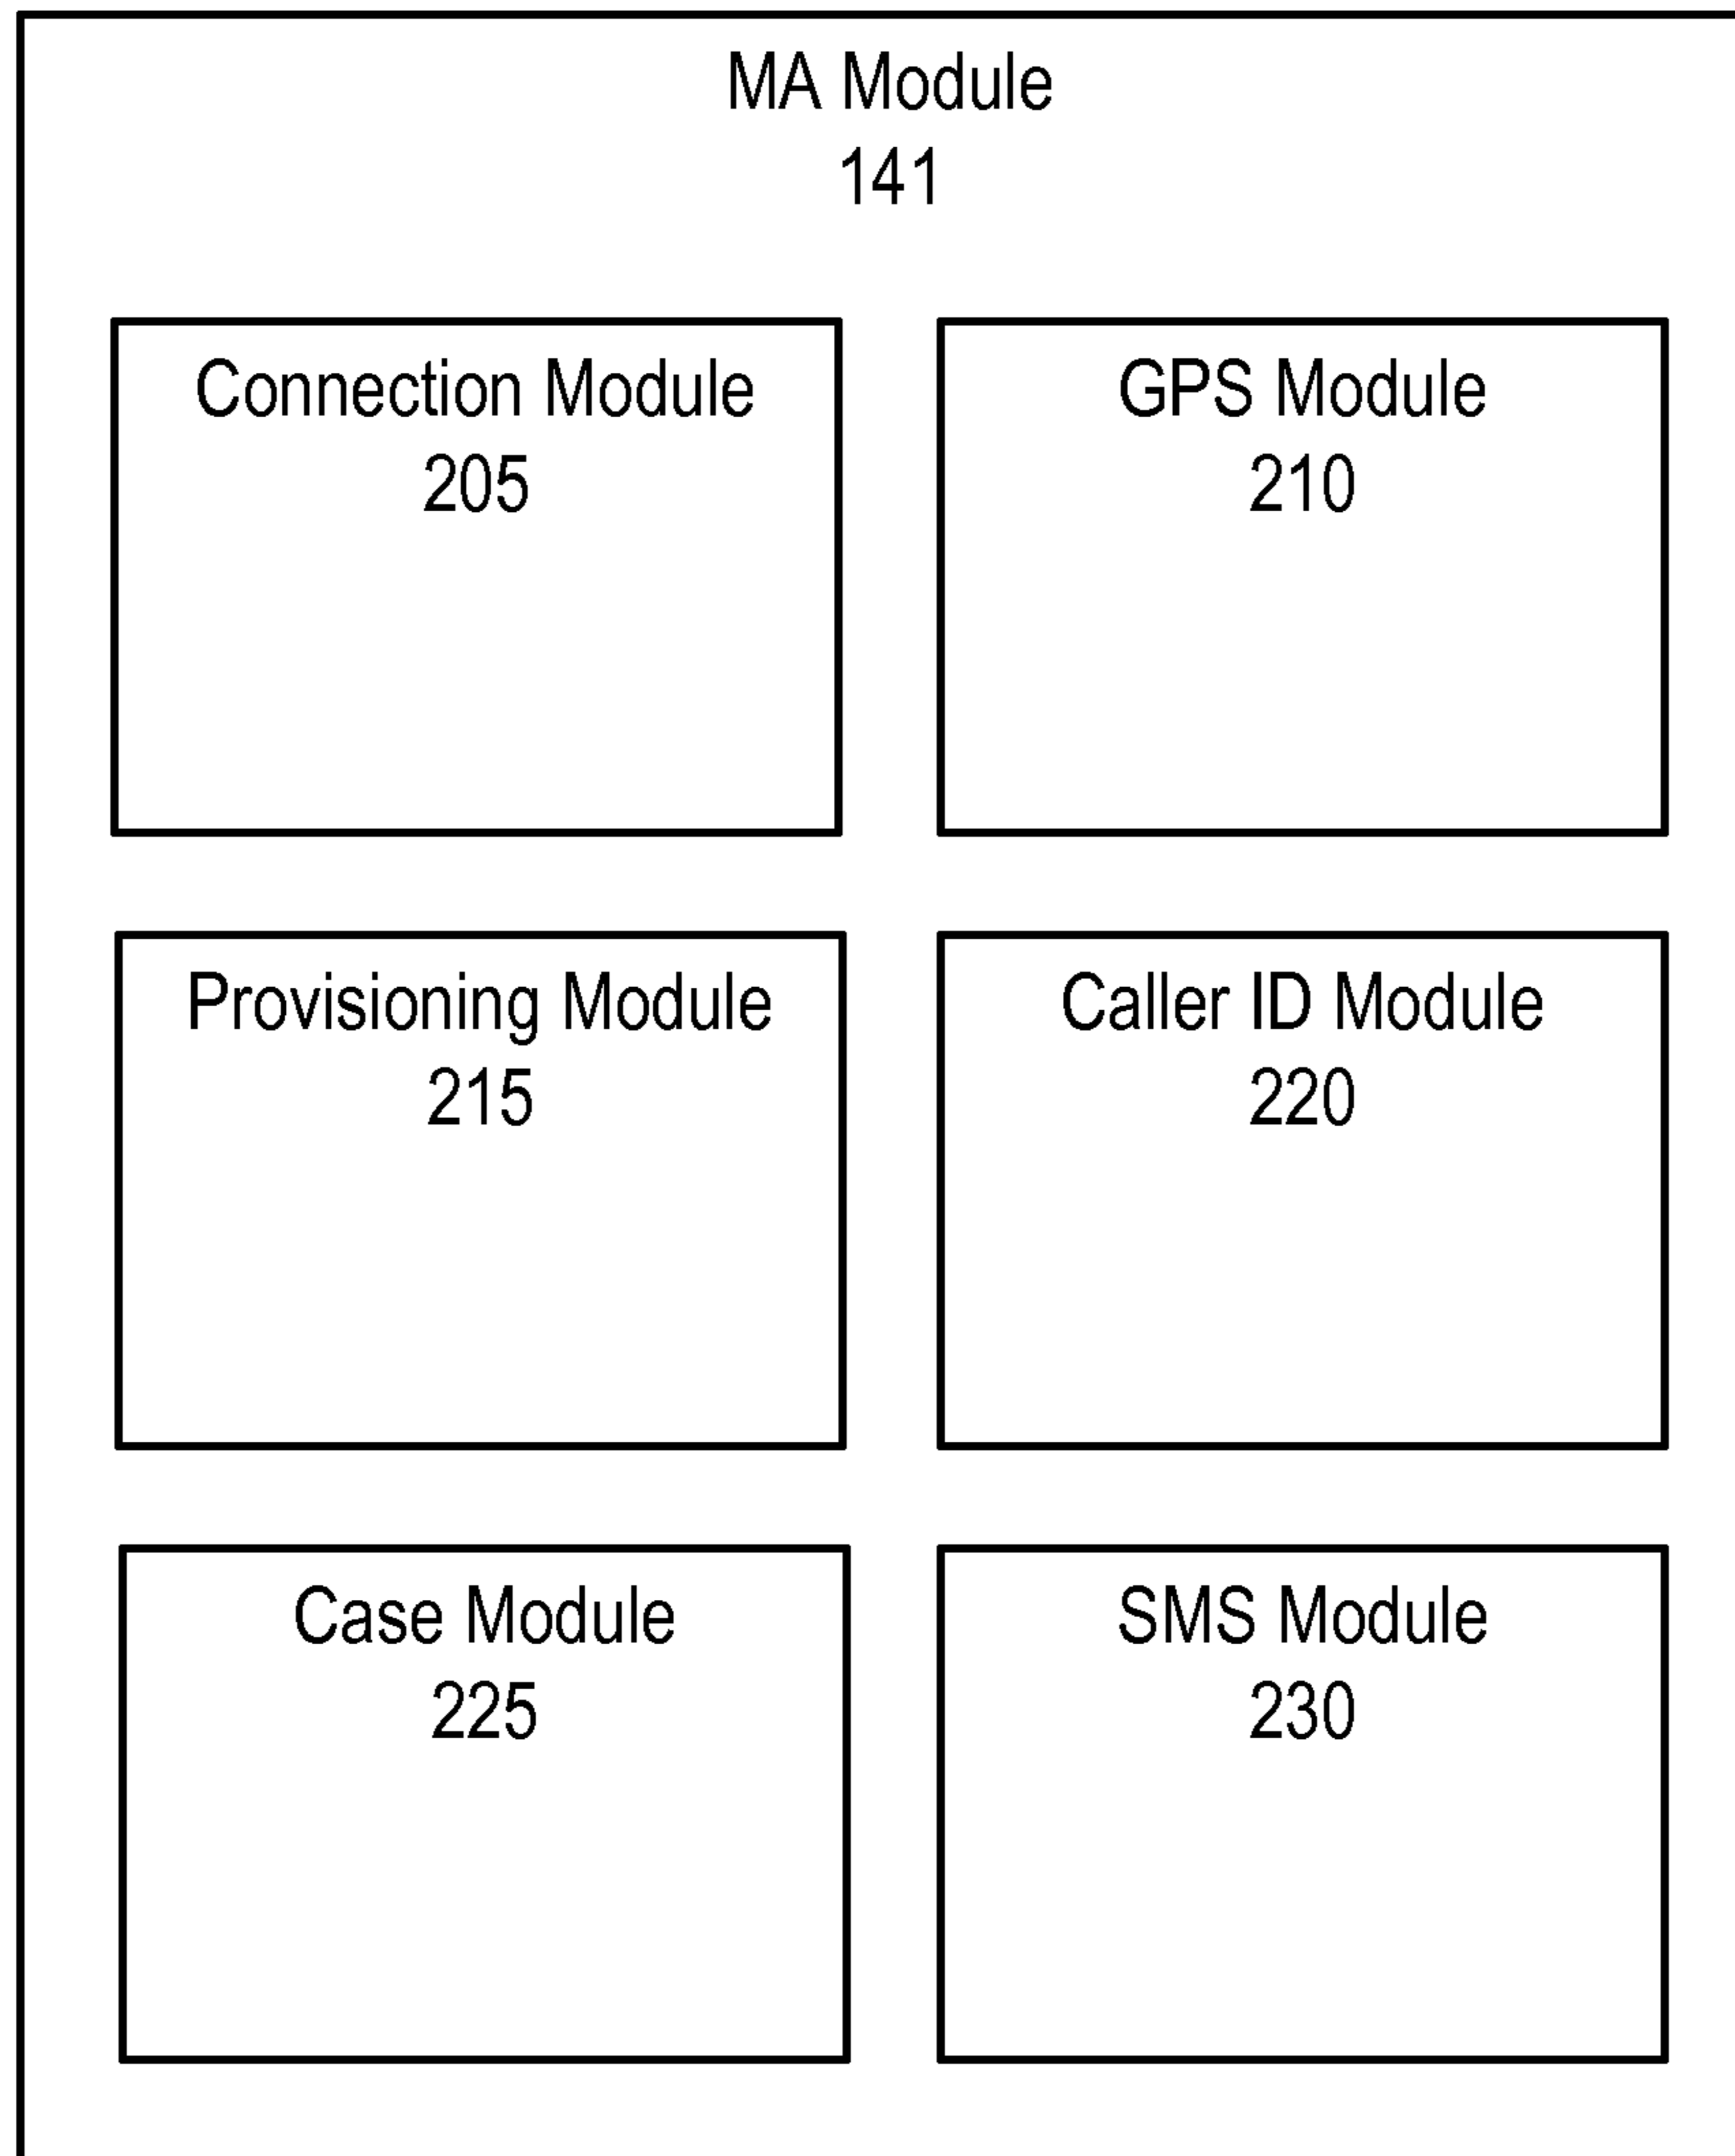 MA Module
141
Connection Module
205
GPS Module
210
Provisioning Module
215
Caller ID Module
220
Case Module
225
SMS Module
230